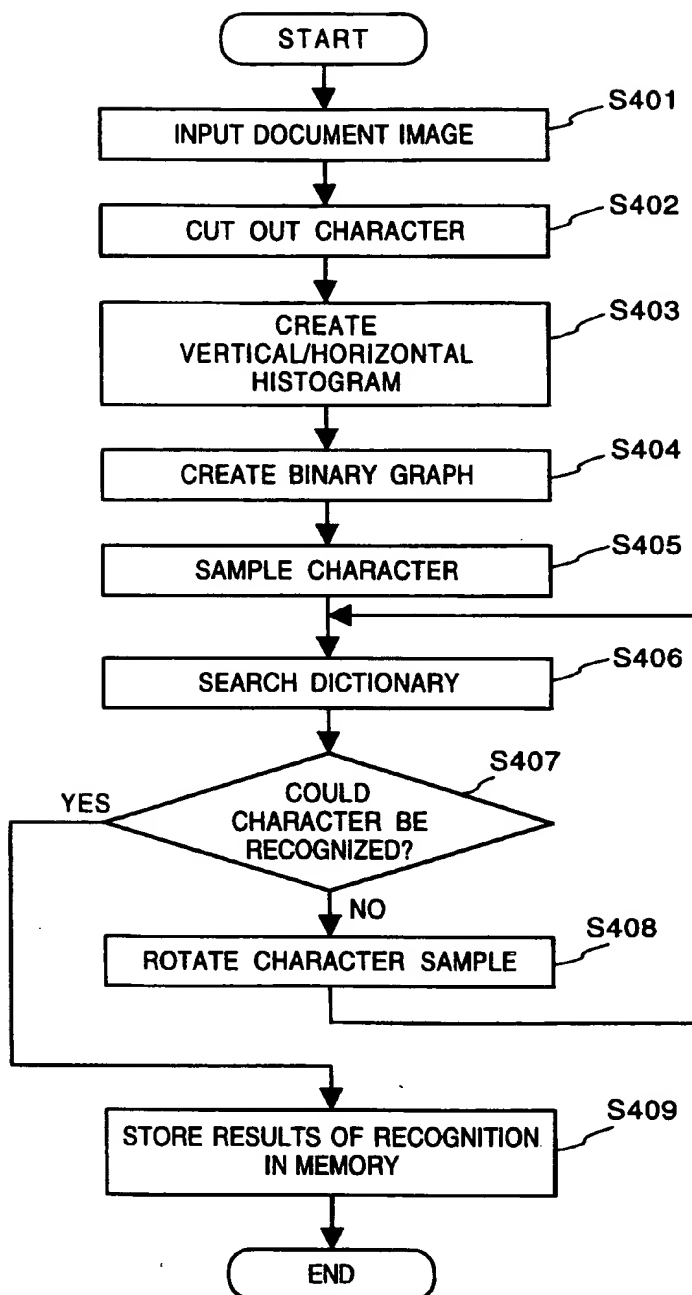 START
S401
INPUT DOCUMENT IMAGE
S402
CUT OUT CHARACTER
S403
CREATE
VERTICAL/HORIZONTAL
HISTOGRAM
S404
CREATE BINARY GRAPH
S405
SAMPLE CHARACTER
S406
SEARCH DICTIONARY
S407
YES
COULD
CHARACTER BE
RECOGNIZED?
NO
S408
ROTATE CHARACTER SAMPLE
S409
STORE RESULTS OF RECOGNITION
IN MEMORY
END